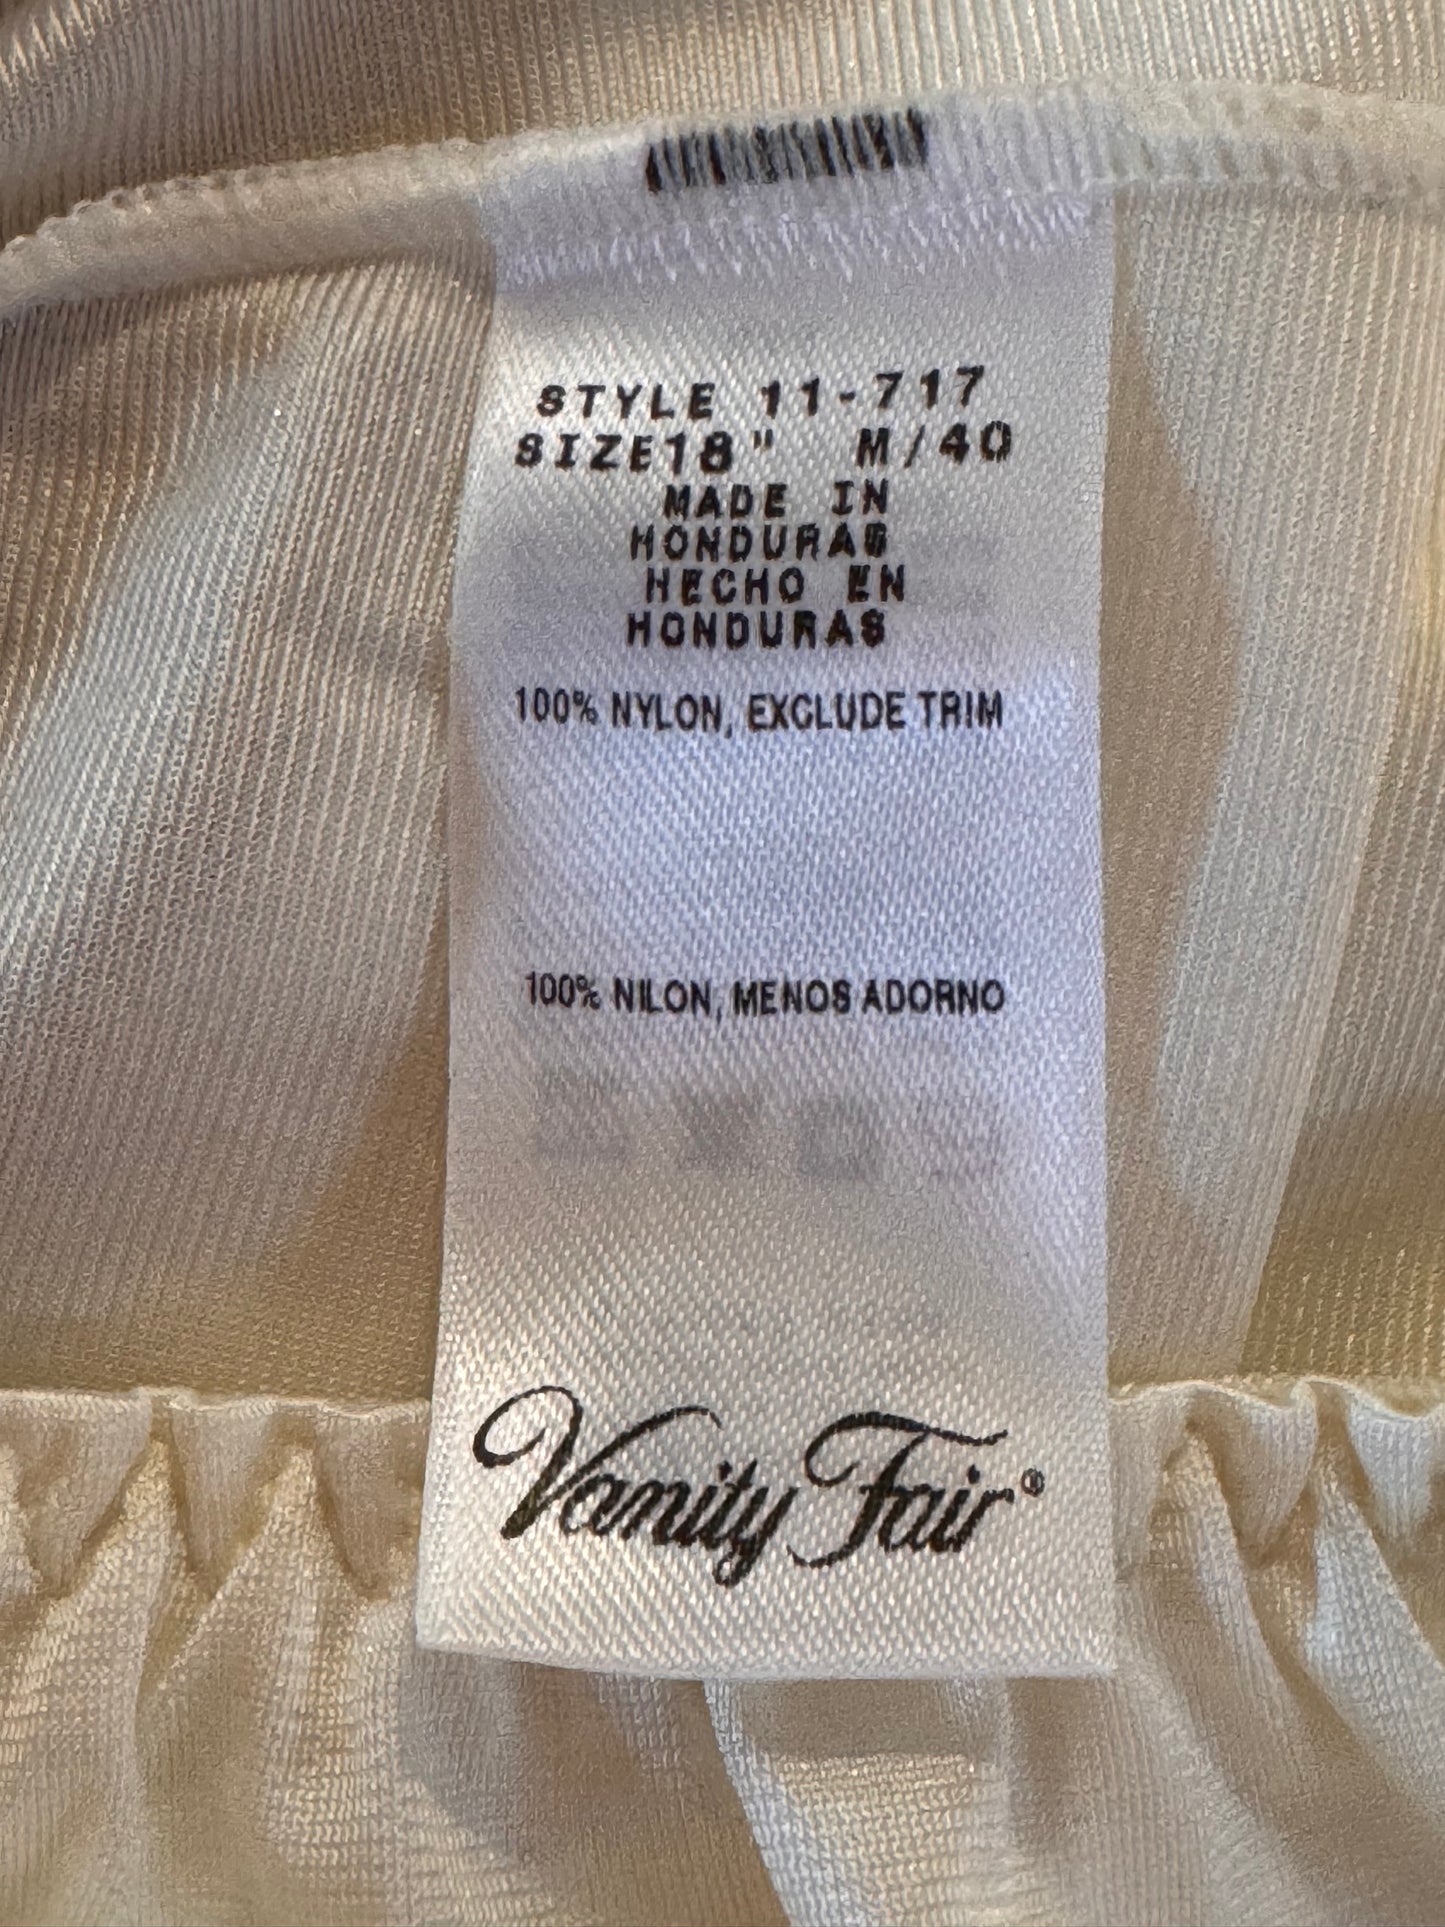 STYLE 11-717
SIZE18" M/40
MADE IN
HONDURAS
HECHO EN
HONDURAS
100% NYLON, EXCLUDE TRIM
100% NILON, MENOS ADORNO
Vanity Fair®